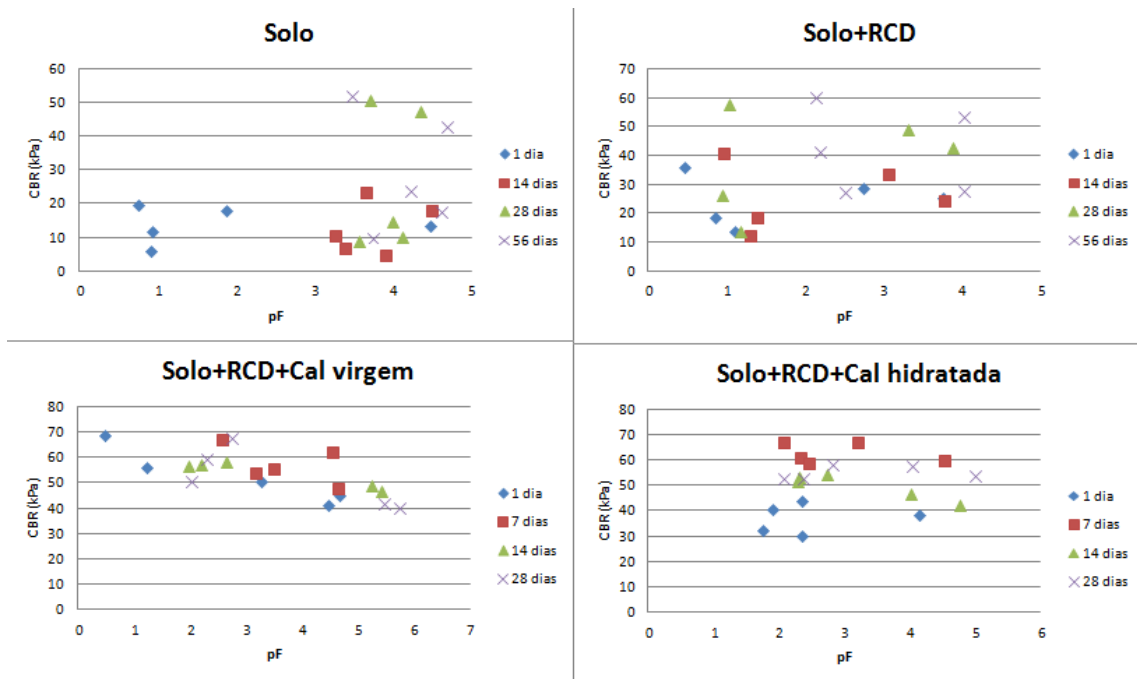 Solo
CBR (kPa)
60
50
40
30
20
10
0
0 1 2 3 4 5
pF
1 dia
14 dias
28 dias
56 dias
Solo+RCD
CBR (kPa)
70
60
50
40
30
20
10
0
0 1 2 3 4 5
pF
1 dia
14 dias
28 dias
56 dias
Solo+RCD+Cal virgem
CBR (kPa)
80
70
60
50
40
30
20
10
0
0 1 2 3 4 5 6 7
pF
1 dia
7 dias
14 dias
28 dias
Solo+RCD+Cal hidratada
CBR (kPa)
80
70
60
50
40
30
20
10
0
0 1 2 3 4 5 6
pF
1 dia
7 dias
14 dias
28 dias